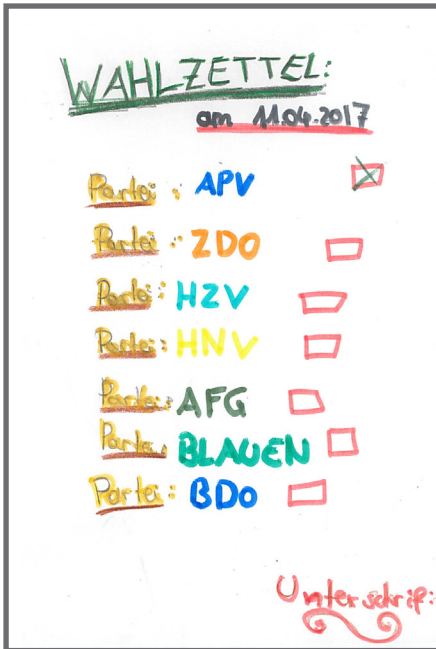 WAHLZETTEL:
am 11.04.2017
Partei: APV
Partei: ZDO
Partei: HZV
Partei: HNV
Partei: AFG
Partei: BLAUEN
Partei: BDO
Unterschrif: